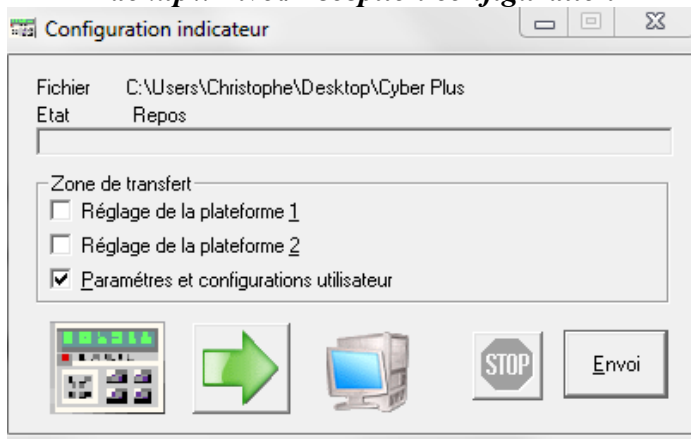 Configuration indicateur
Fichier C:\Users\Christophe\Desktop\Cyber Plus
Etat Repos
Zone de transfert
Réglage de la plateforme 1
Réglage de la plateforme 2
Paramétres et configurations utilisateur
STOP
Envoi